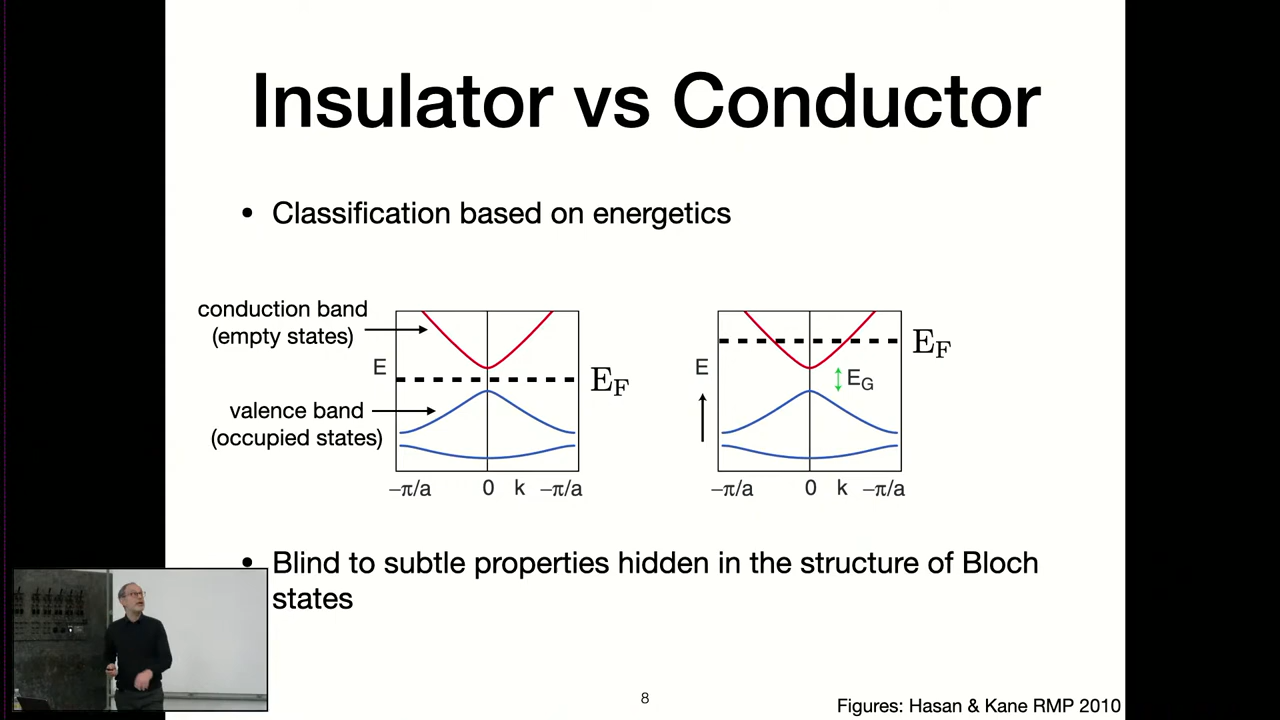 Insulator vs Conductor
• Classification based on energetics
conduction band
(empty states)
E
E_F
valence band
(occupied states)
–π/a 0 k –π/a
E
E_F
E_G
–π/a 0 k –π/a
• Blind to subtle properties hidden in the structure of Bloch
states
8
Figures: Hasan & Kane RMP 2010